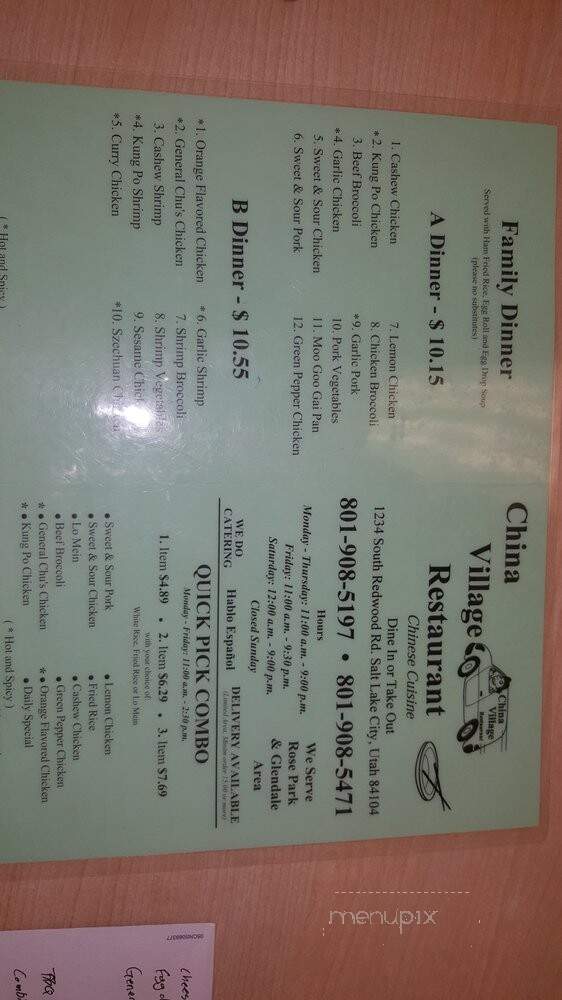 Family Dinner
Served with Ham Fried Rice, Egg Roll and Egg Drop Soup
(please no substitutes)
A Dinner - $ 10.15
1. Cashew Chicken
*2. Kung Po Chicken
3. Beef Broccoli
*4. Garlic Chicken
5. Sweet & Sour Chicken
6. Sweet & Sour Pork
7. Lemon Chicken
8. Chicken Broccoli
*9. Garlic Pork
10. Pork Vegetables
11. Moo Goo Gai Pan
12. Green Pepper Chicken
B Dinner - $ 10.55
*1. Orange Flavored Chicken
*2. General Chu's Chicken
3. Cashew Shrimp
*4. Kung Po Shrimp
*5. Curry Chicken
*6. Garlic Shrimp
7. Shrimp Broccoli
8. Shrimp Vegetables
9. Sesame Chicken
*10. Szechuan
( * Hot and Spicy )
China
Village
Restaurant
China
Village
Restaurant
Chinese Cuisine
Dine In or Take Out
1234 South Redwood Rd. Salt Lake City, Utah 84104
801-908-5197 • 801-908-5471
Hours
Monday - Thursday: 11:00 a.m. - 9:00 p.m.
Friday: 11:00 a.m. - 9:30 p.m.
Saturday: 12:00 a.m. - 9:00 p.m.
Closed Sunday
We Serve
Rose Park
& Glendale
Area
WE DO
CATERING
Hablo Español
DELIVERY AVAILABLE
QUICK PICK COMBO
Monday - Friday: 11:00 a.m. - 2:30 p.m.
1. Item $4.89 • 2. Item $6.29 • 3. Item $7.69
with your choice of:
White Rice, Fried Rice or Lo Mein
• Sweet & Sour Pork
• Sweet & Sour Chicken
• Lo Mein
• Beef Broccoli
* • General Chu's Chicken
* • Kung Po Chicken
• Lemon Chicken
• Fried Rice
• Cashew Chicken
• Green Pepper Chicken
* • Orange Flavored Chicken
• Daily Special
( * Hot and Spicy )
menupix